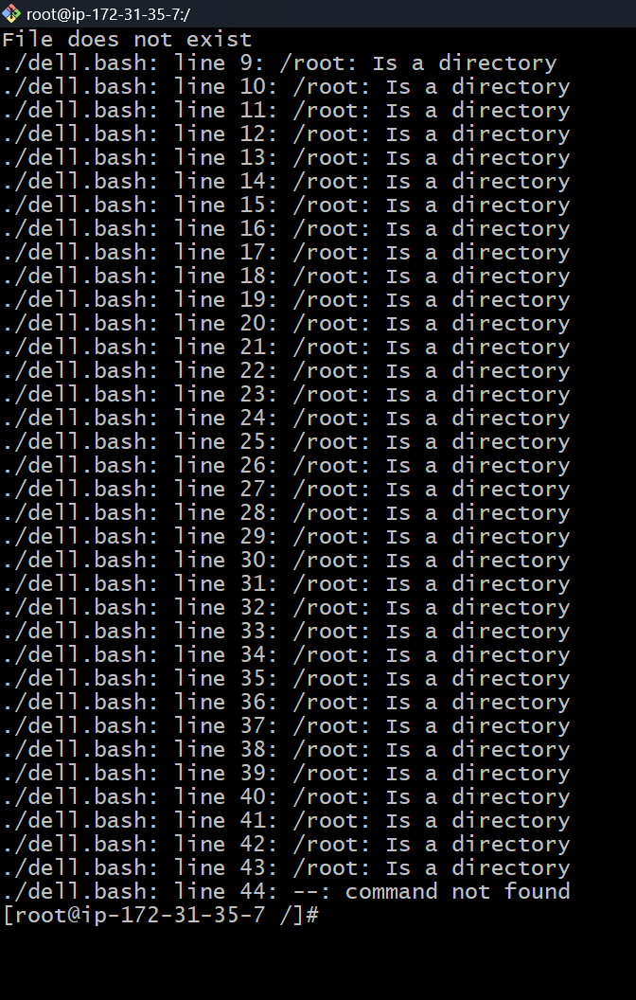 root@ip-172-31-35-7:/
File does not exist
./dell.bash: line 9: /root: Is a directory
./dell.bash: line 10: /root: Is a directory
./dell.bash: line 11: /root: Is a directory
./dell.bash: line 12: /root: Is a directory
./dell.bash: line 13: /root: Is a directory
./dell.bash: line 14: /root: Is a directory
./dell.bash: line 15: /root: Is a directory
./dell.bash: line 16: /root: Is a directory
./dell.bash: line 17: /root: Is a directory
./dell.bash: line 18: /root: Is a directory
./dell.bash: line 19: /root: Is a directory
./dell.bash: line 20: /root: Is a directory
./dell.bash: line 21: /root: Is a directory
./dell.bash: line 22: /root: Is a directory
./dell.bash: line 23: /root: Is a directory
./dell.bash: line 24: /root: Is a directory
./dell.bash: line 25: /root: Is a directory
./dell.bash: line 26: /root: Is a directory
./dell.bash: line 27: /root: Is a directory
./dell.bash: line 28: /root: Is a directory
./dell.bash: line 29: /root: Is a directory
./dell.bash: line 30: /root: Is a directory
./dell.bash: line 31: /root: Is a directory
./dell.bash: line 32: /root: Is a directory
./dell.bash: line 33: /root: Is a directory
./dell.bash: line 34: /root: Is a directory
./dell.bash: line 35: /root: Is a directory
./dell.bash: line 36: /root: Is a directory
./dell.bash: line 37: /root: Is a directory
./dell.bash: line 38: /root: Is a directory
./dell.bash: line 39: /root: Is a directory
./dell.bash: line 40: /root: Is a directory
./dell.bash: line 41: /root: Is a directory
./dell.bash: line 42: /root: Is a directory
./dell.bash: line 43: /root: Is a directory
./dell.bash: line 44: --: command not found
[root@ip-172-31-35-7 /]#